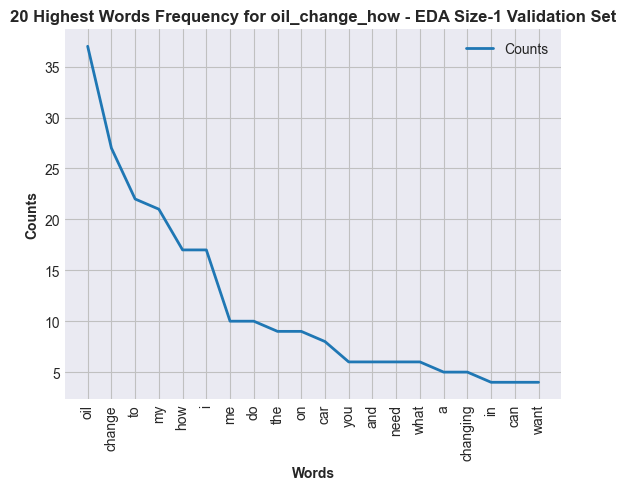 20 Highest Words Frequency for oil_change_how - EDA Size-1 Validation Set
Counts
35
30
25
20
15
10
5
Counts
oil
change
to
my
how
i
me
do
the
on
car
you
and
need
what
a
changing
in
can
want
Words